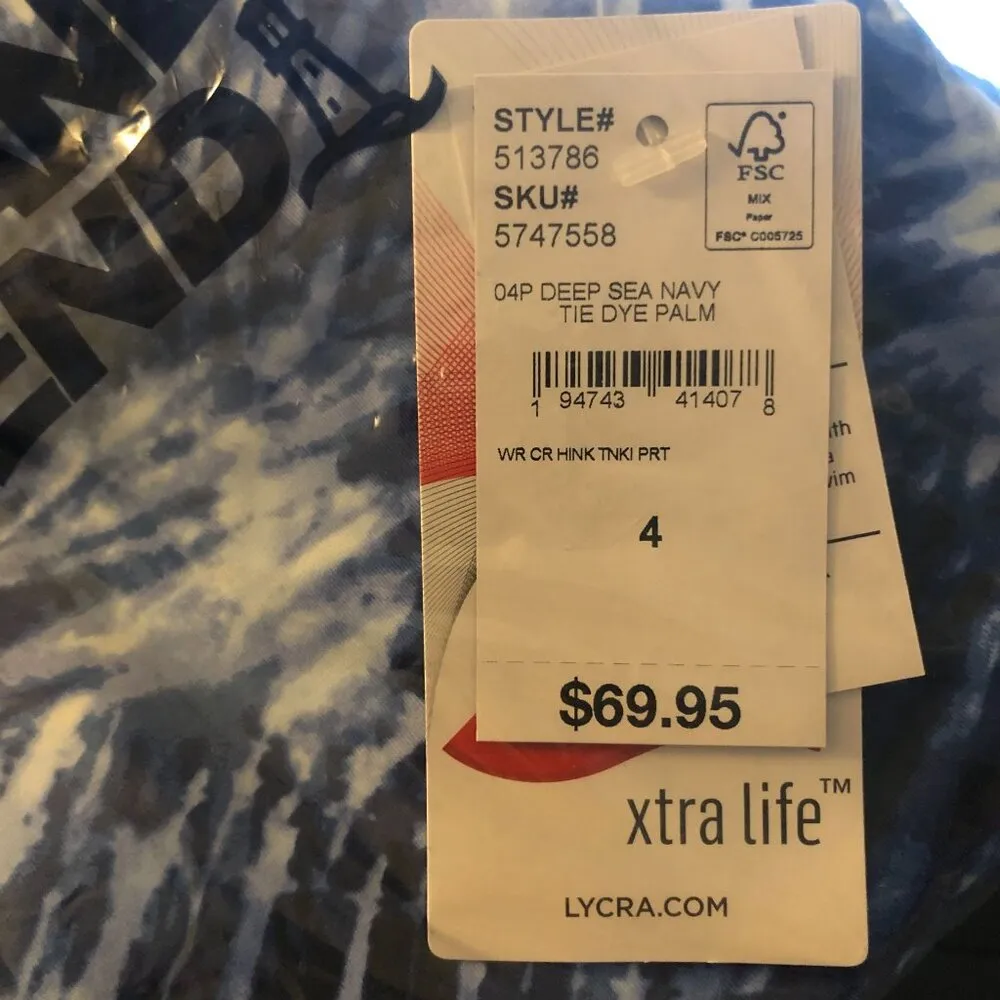 END
STYLE#
513786
SKU#
5747558
FSC
MIX
Paper
FSC® C005725
04P DEEP SEA NAVY
TIE DYE PALM
1 94743 41407 8
WR CR HINK TNKI PRT
4
$69.95
xtra life™
LYCRA.COM